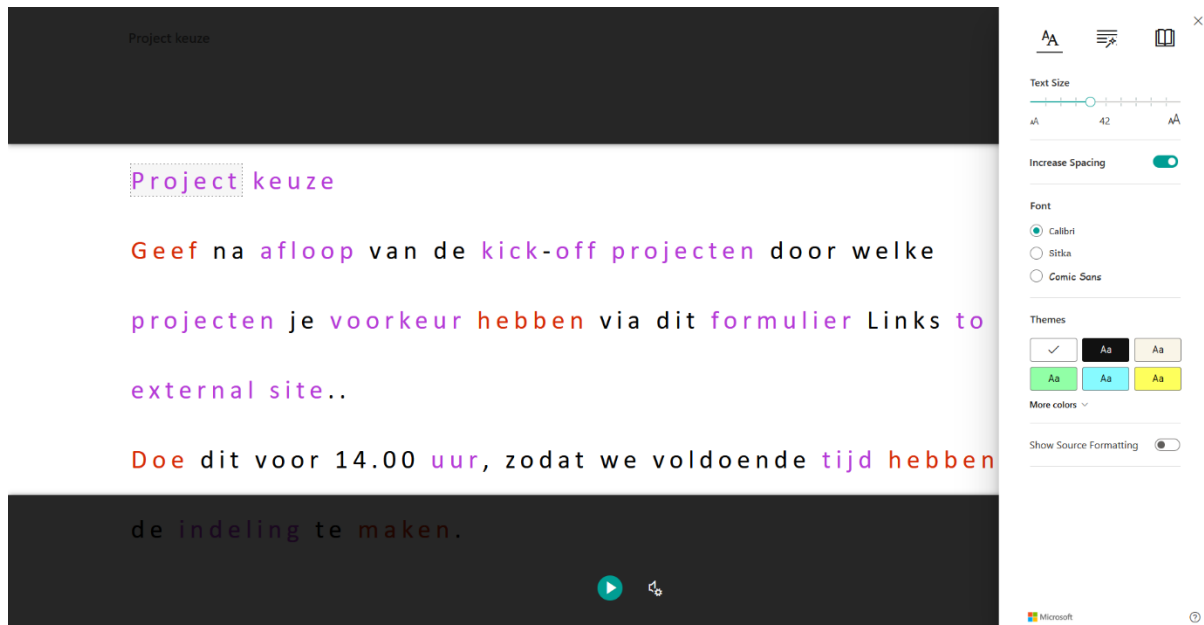 Project keuze
Project keuze
Geef na afloop van de kick-off projecten door welke
projecten je voorkeur hebben via dit formulier Links to
external site..
Doe dit voor 14.00 uur, zodat we voldoende tijd hebben
de indeling te maken.
AA
Text Size
AA 42 AA
Increase Spacing
Font
Calibri
Sitka
Comic Sans
Themes
Aa Aa
Aa Aa Aa
More colors
Show Source Formatting
Microsoft
?